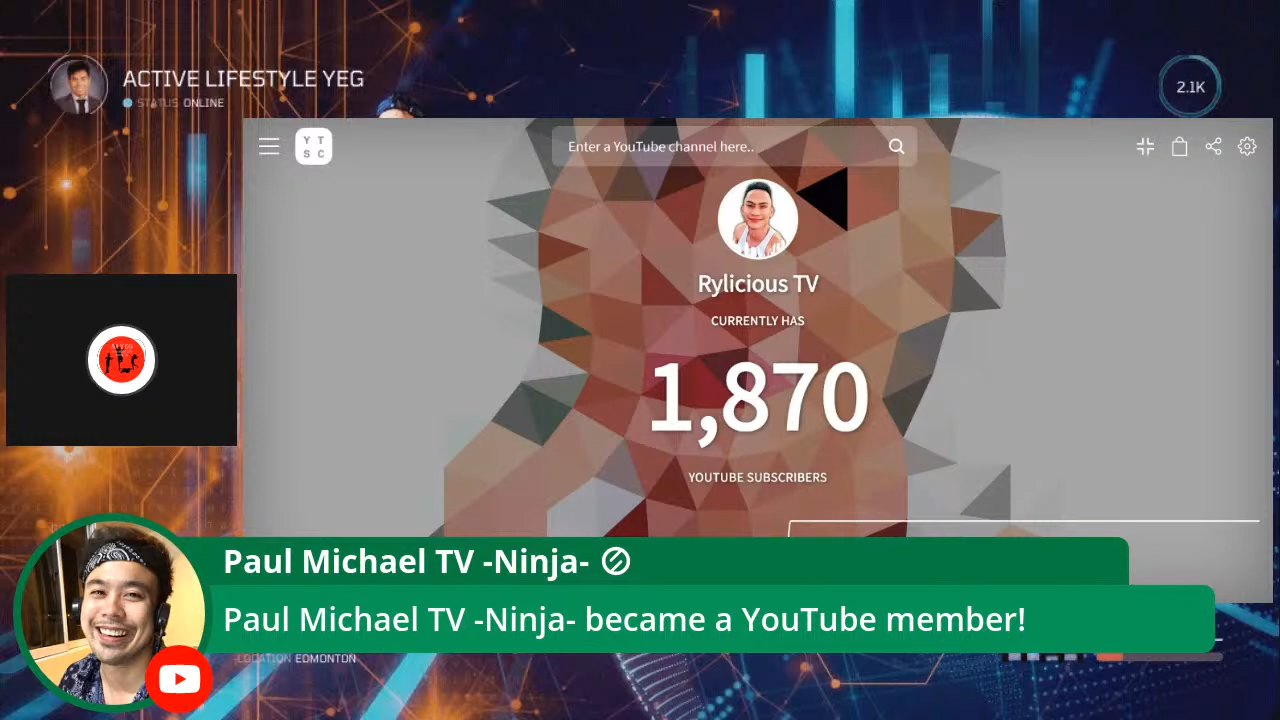 ACTIVE LIFESTYLE YEG
STATUS ONLINE
2.1K
Y T
S C
Enter a YouTube channel here..
Rylicious TV
CURRENTLY HAS
1,870
YOUTUBE SUBSCRIBERS
Paul Michael TV -Ninja-
Paul Michael TV -Ninja- became a YouTube member!
LOCATION EDMONTON